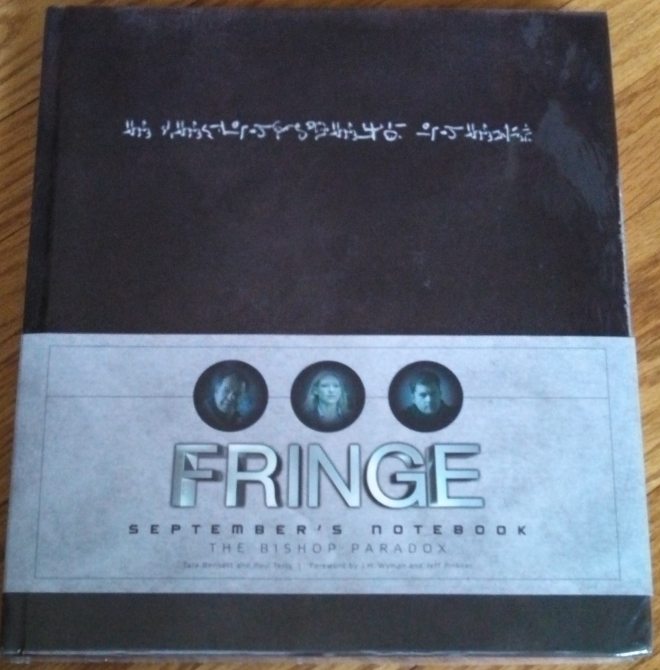 FRINGE
SEPTEMBER'S NOTEBOOK
THE BISHOP PARADOX
Tara Bennett and Paul Terry | Foreword by J.H. Wyman and Jeff Pinkner